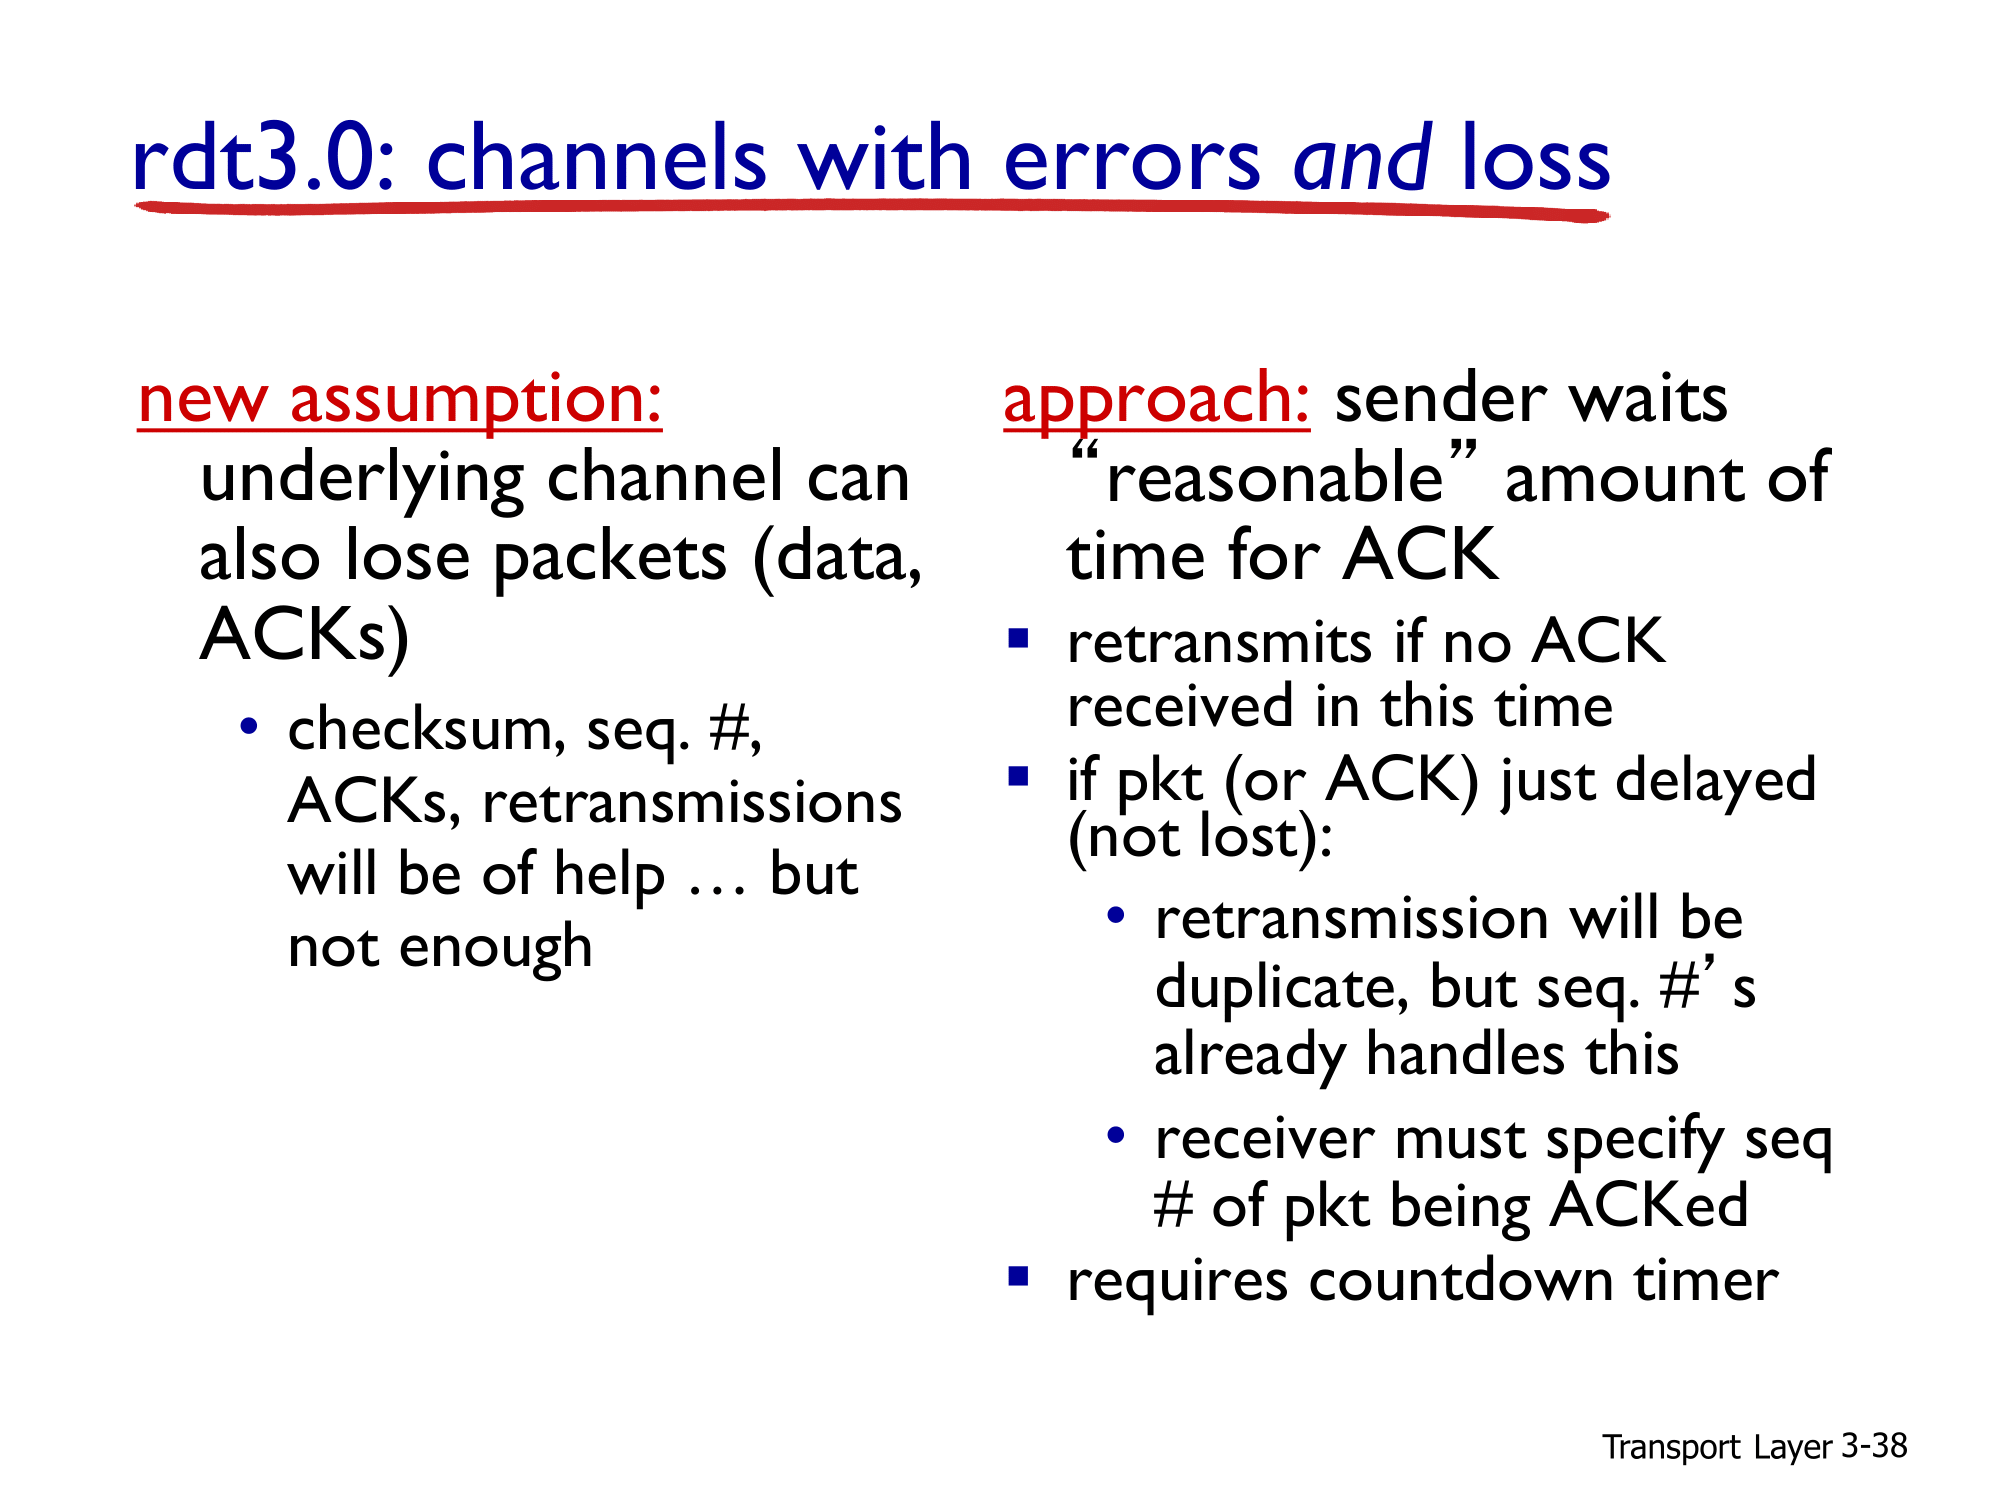 rdt3.0: channels with errors and loss
new assumption:
underlying channel can
also lose packets (data,
ACKs)
• checksum, seq. #,
ACKs, retransmissions
will be of help … but
not enough
approach: sender waits
“reasonable” amount of
time for ACK
▪ retransmits if no ACK
received in this time
▪ if pkt (or ACK) just delayed
(not lost):
• retransmission will be
duplicate, but seq. #’s
already handles this
• receiver must specify seq
# of pkt being ACKed
▪ requires countdown timer
Transport Layer 3-38